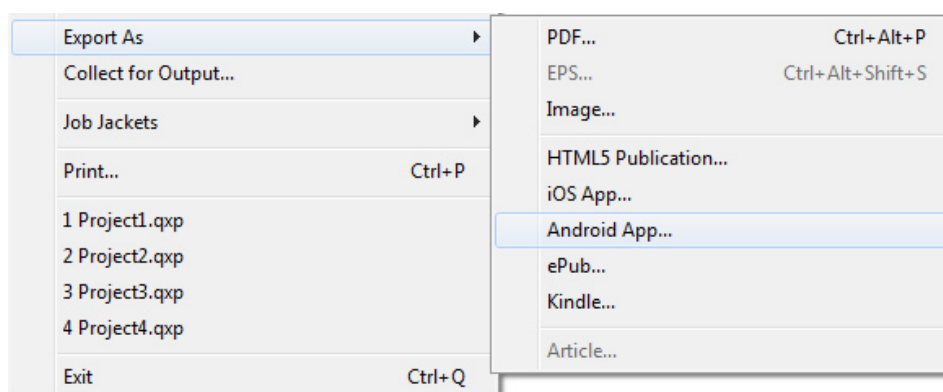 Export As
Collect for Output...
Job Jackets
Print... Ctrl+P
1 Project1.qxp
2 Project2.qxp
3 Project3.qxp
4 Project4.qxp
Exit Ctrl+Q
PDF... Ctrl+Alt+P
EPS... Ctrl+Alt+Shift+S
Image...
HTML5 Publication...
iOS App...
Android App...
ePub...
Kindle...
Article...